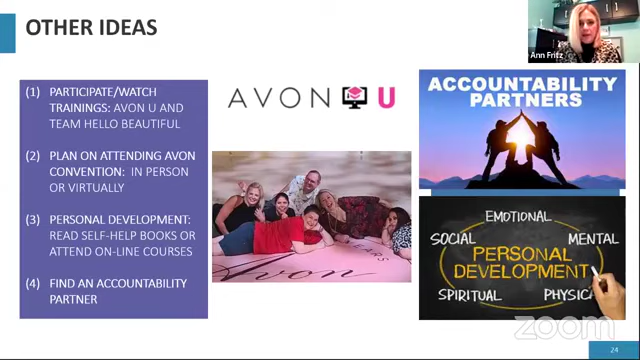 OTHER IDEAS
Ann Fritz
(1) PARTICIPATE/WATCH
TRAININGS: AVON U AND
TEAM HELLO BEAUTIFUL
(2) PLAN ON ATTENDING AVON
CONVENTION: IN PERSON
OR VIRTUALLY
(3) PERSONAL DEVELOPMENT:
READ SELF-HELP BOOKS OR
ATTEND ON-LINE COURSES
(4) FIND AN ACCOUNTABILITY
PARTNER
AVON U
Avon
ACCOUNTABILITY
PARTNERS
EMOTIONAL
SOCIAL MENTAL
PERSONAL
DEVELOPMENT
SPIRITUAL PHYSICA
zoom
24